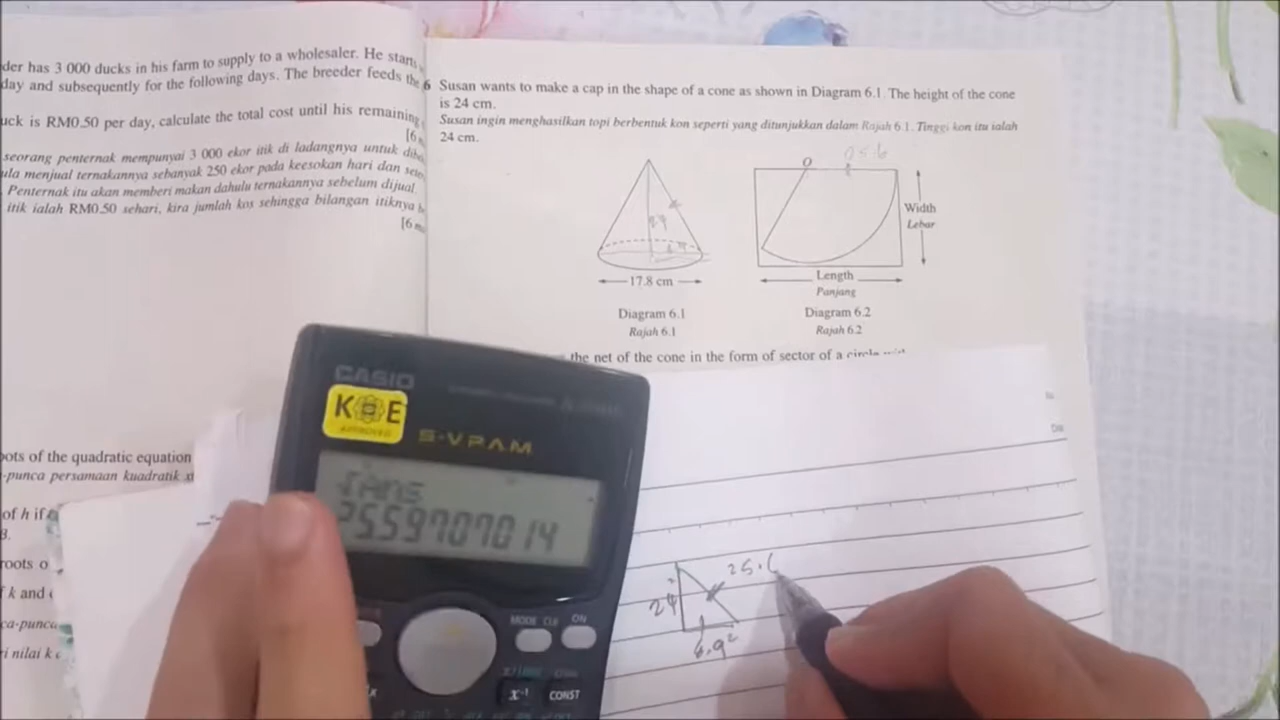 der has 3 000 ducks in his farm to supply to a wholesaler. He starts
day and subsequently for the following days. The breeder feeds the
uck is RM0.50 per day, calculate the total cost until his remaining
[6
seorang penternak mempunyai 3 000 ekor itik di ladangnya untuk
ula menjual ternakannya sebanyak 250 ekor pada keesokan hari dan
Penternak itu akan memberi makan dahulu ternakannya sebelum dijual.
itik ialah RM0.50 sehari, kira jumlah kos sehingga bilangan itiknya
[6
oots of the quadratic equation
-punca persamaan kuadratik
of h if
3.
roots o
f k and
ca-punca
ri nilai k
6 Susan wants to make a cap in the shape of a cone as shown in Diagram 6.1. The height of the cone
is 24 cm.
Susan ingin menghasilkan topi berbentuk kon seperti yang ditunjukkan dalam Rajah 6.1. Tinggi kon itu ialah
24 cm.
24
17.8 cm
Diagram 6.1
Rajah 6.1
O
Width
Lebar
Length
Panjang
Diagram 6.2
Rajah 6.2
the net of the cone in the form of sector of a circle
CASIO
K E
APPROVED
S-V.P.A.M.
√Ans
25.59707014
MODE CLR ON
x⁻¹ CONST
24
25.6
8.9²